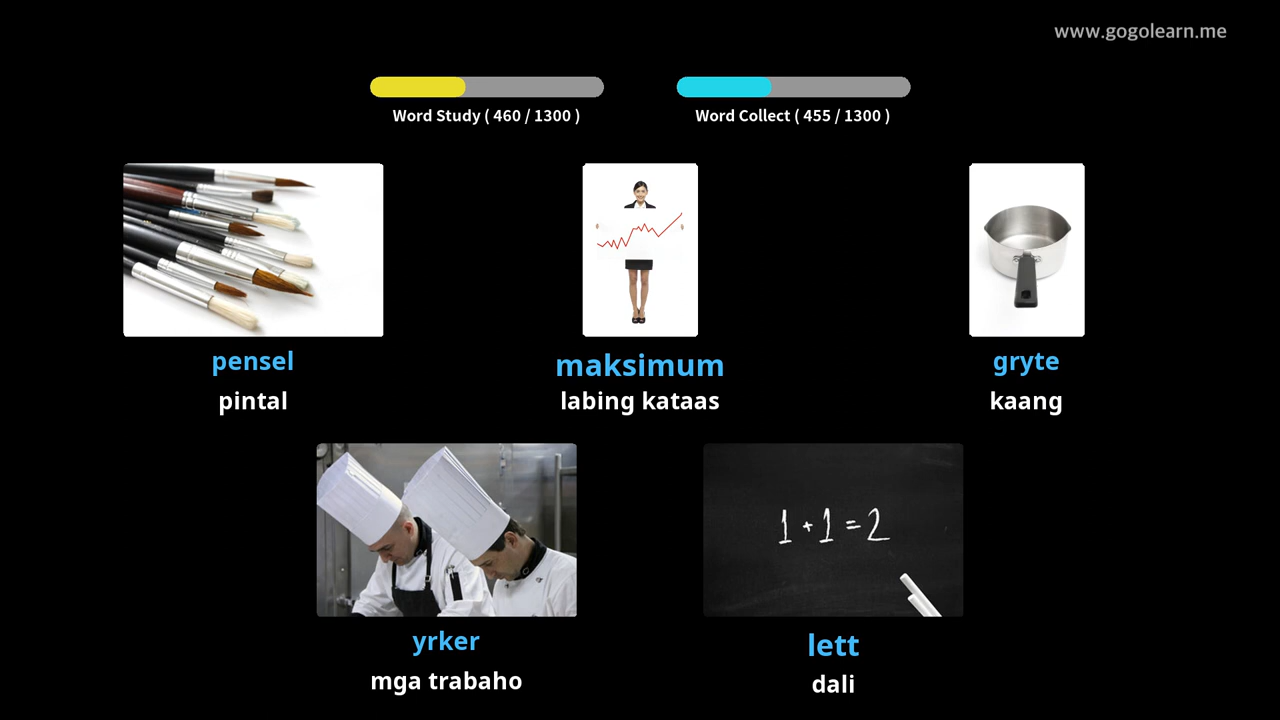 www.gogolearn.me
Word Study ( 460 / 1300 )
Word Collect ( 455 / 1300 )
pensel
pintal
maksimum
labing kataas
gryte
kaang
1 + 1 = 2
yrker
mga trabaho
lett
dali